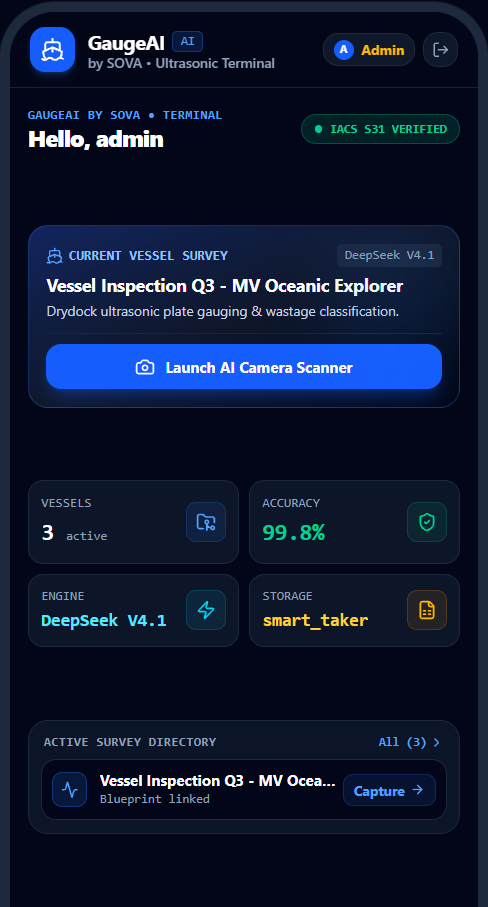 GaugeAI AI
by SOVA • Ultrasonic Terminal
A Admin
GAUGEAI BY SOVA • TERMINAL
Hello, admin
IACS S31 VERIFIED
CURRENT VESSEL SURVEY
DeepSeek V4.1
Vessel Inspection Q3 - MV Oceanic Explorer
Drydock ultrasonic plate gauging & wastage classification.
Launch AI Camera Scanner
VESSELS
3 active
ACCURACY
99.8%
ENGINE
DeepSeek V4.1
STORAGE
smart_taker
ACTIVE SURVEY DIRECTORY
All (3)
Vessel Inspection Q3 - MV Ocea...
Blueprint linked
Capture